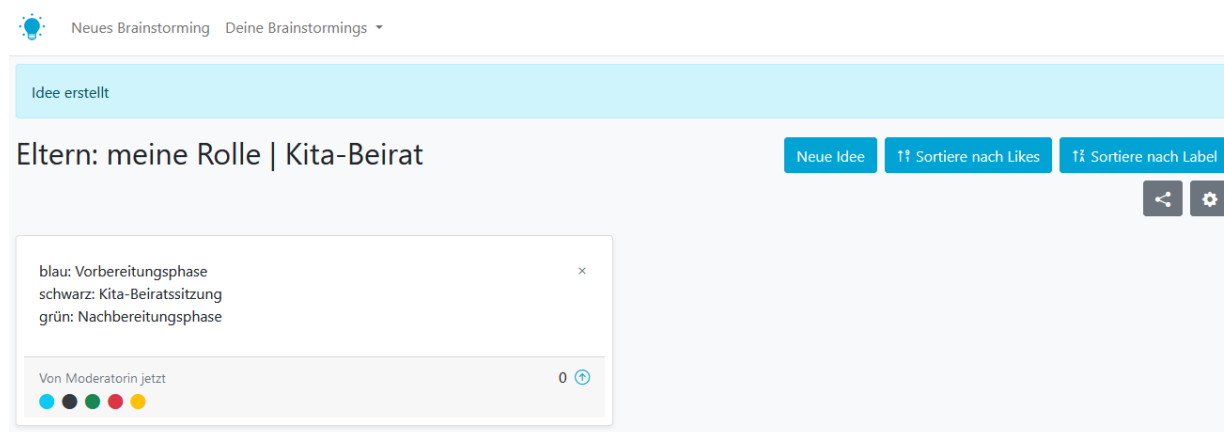 Neues Brainstorming Deine Brainstormings
Idee erstellt
Eltern: meine Rolle | Kita-Beirat
Neue Idee
Sortiere nach Likes
Sortiere nach Label
blau: Vorbereitungsphase
schwarz: Kita-Beiratssitzung
grün: Nachbereitungsphase
Von Moderatorin jetzt
0